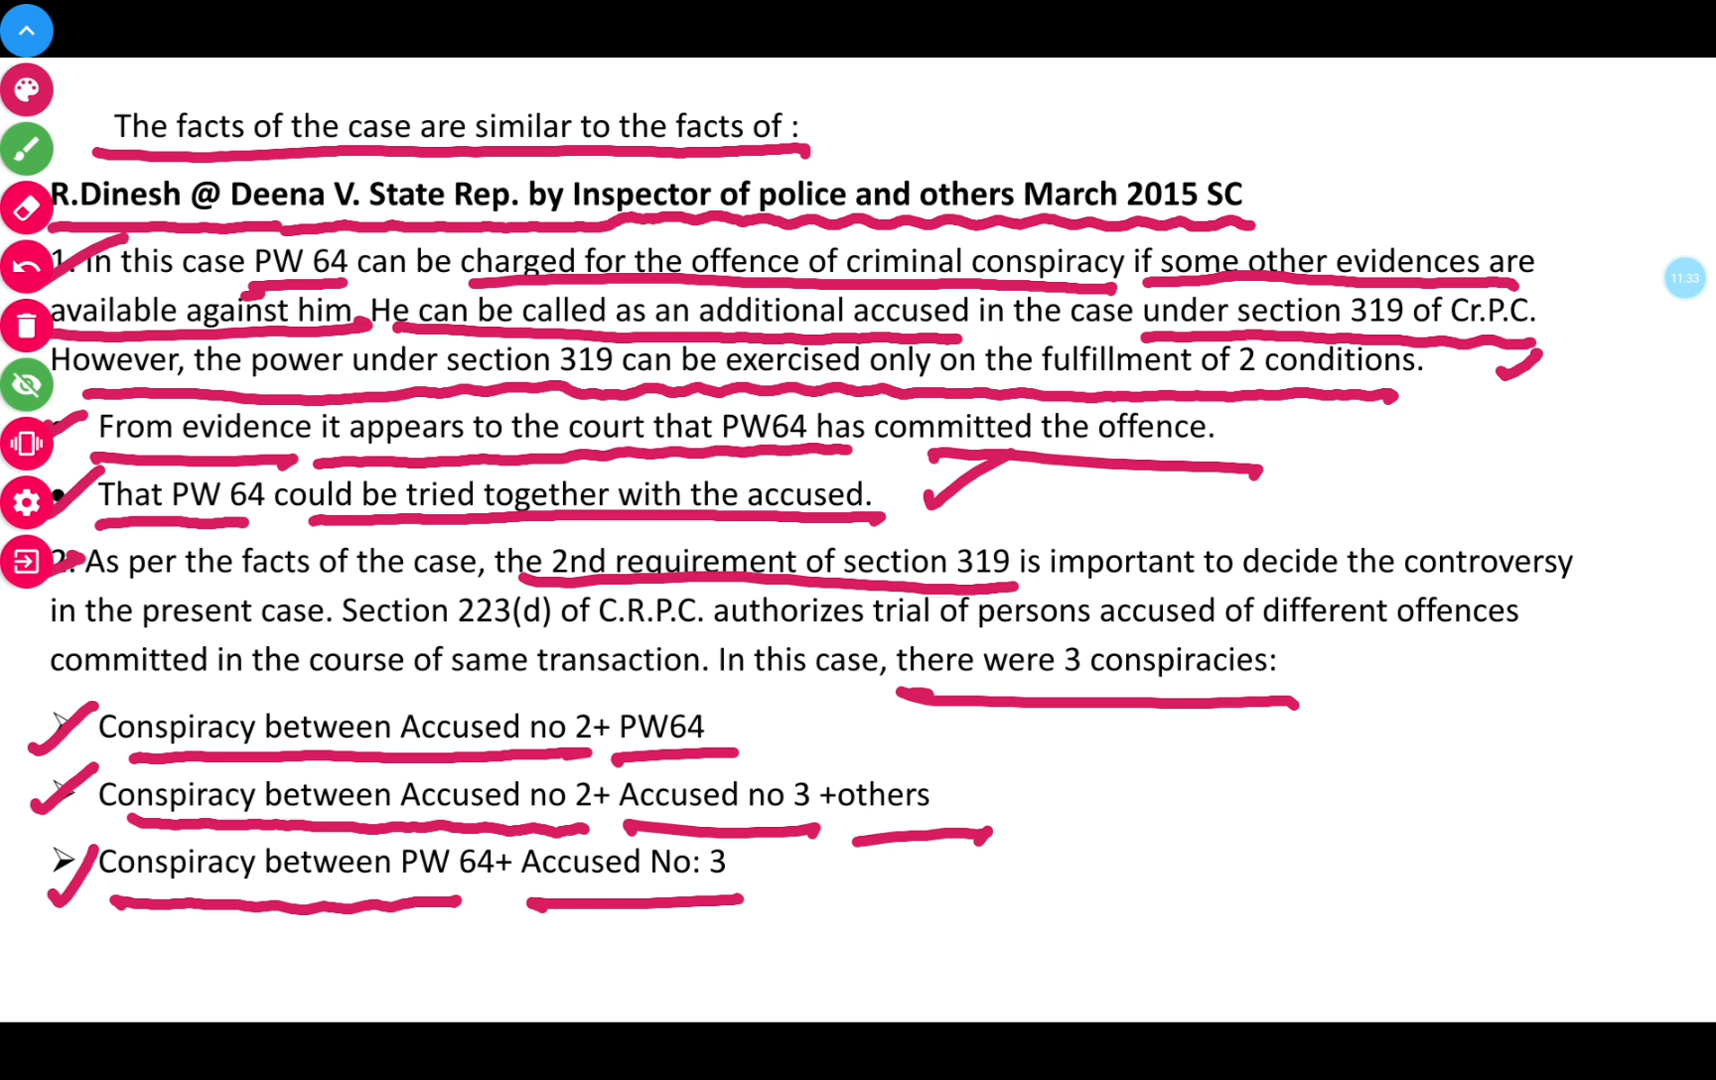 The facts of the case are similar to the facts of :
R.Dinesh @ Deena V. State Rep. by Inspector of police and others March 2015 SC
1. In this case PW 64 can be charged for the offence of criminal conspiracy if some other evidences are
available against him. He can be called as an additional accused in the case under section 319 of Cr.P.C.
However, the power under section 319 can be exercised only on the fulfillment of 2 conditions.
From evidence it appears to the court that PW64 has committed the offence.
• That PW 64 could be tried together with the accused.
2. As per the facts of the case, the 2nd requirement of section 319 is important to decide the controversy
in the present case. Section 223(d) of C.R.P.C. authorizes trial of persons accused of different offences
committed in the course of same transaction. In this case, there were 3 conspiracies:
➢ Conspiracy between Accused no 2+ PW64
➢ Conspiracy between Accused no 2+ Accused no 3 +others
➢ Conspiracy between PW 64+ Accused No: 3
11:33